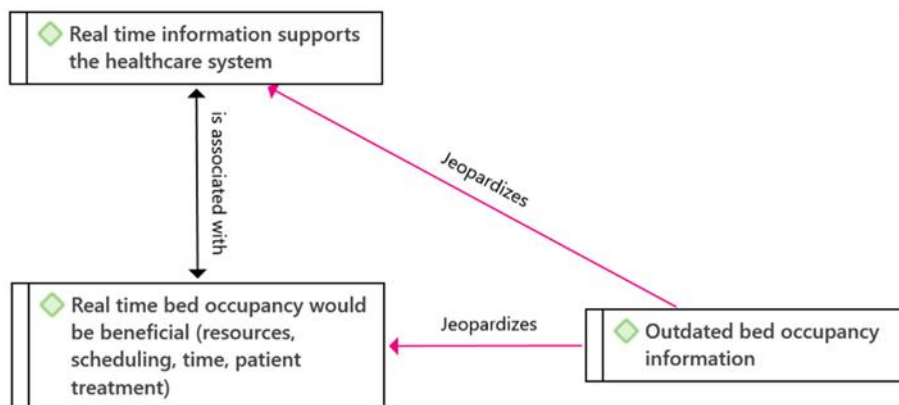 Real time information supports
the healthcare system
is associated with
Jeopardizes
Real time bed occupancy would
be beneficial (resources,
scheduling, time, patient
treatment)
Jeopardizes
Outdated bed occupancy
information